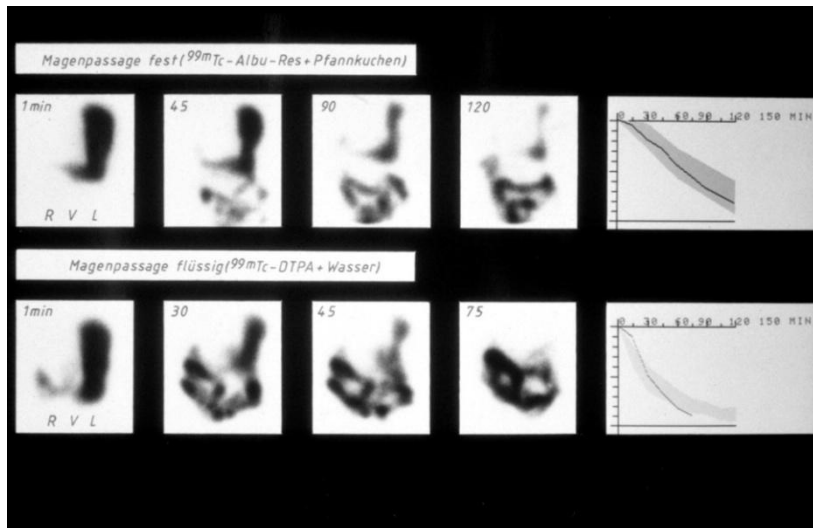 Magenpassage fest(99mTc-Albu-Res+Pfannkuchen)
1min
45
90
120
0 30 60 90 120 150 MIN
R V L
Magenpassage flüssig(99mTc-DTPA+Wasser)
1min
30
45
75
0 30 60 90 120 150 MIN
R V L